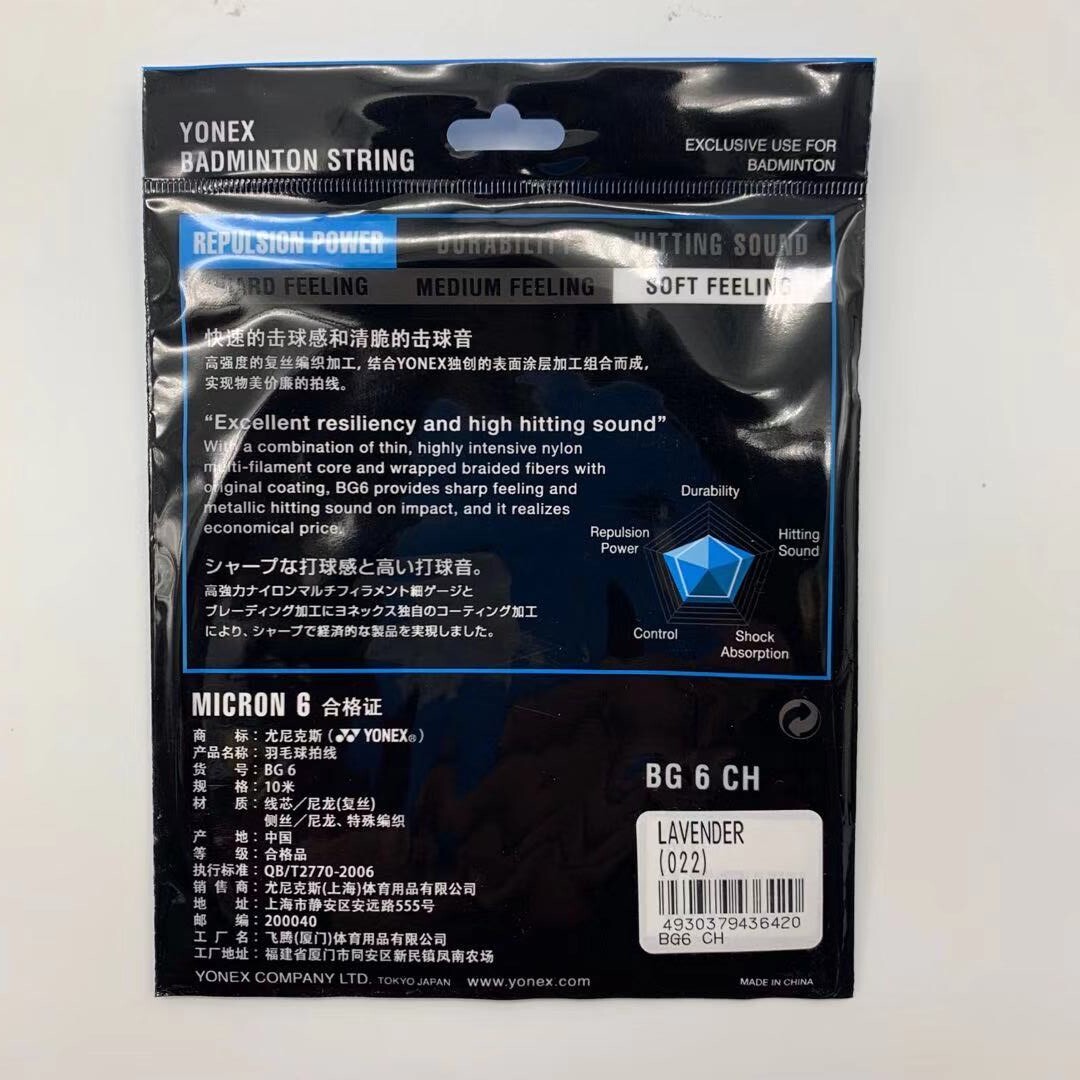 YONEX
BADMINTON STRING
EXCLUSIVE USE FOR
BADMINTON
REPULSION POWER DURABILITY HITTING SOUND
HARD FEELING MEDIUM FEELING SOFT FEELING
快速的击球感和清脆的击球音
高强度的复丝编织加工，结合YONEX独创的表面涂层加工组合而成，
实现物美价廉的拍线。
“Excellent resiliency and high hitting sound”
With a combination of thin, highly intensive nylon
multi-filament core and wrapped braided fibers with
original coating, BG6 provides sharp feeling and
metallic hitting sound on impact, and it realizes
economical price.
シャープな打球感と高い打球音。
高強力ナイロンマルチフィラメント細ゲージと
ブレーディング加工にヨネックス独自のコーティング加工
により、シャープで経済的な製品を実現しました。
Durability
Repulsion
Power
Hitting
Sound
Control
Shock
Absorption
MICRON 6 合格证
商标：尤尼克斯（YONEX®）
产品名称：羽毛球拍线
货号：BG 6
规格：10米
材质：线芯／尼龙(复丝)
侧丝／尼龙、特殊编织
产地：中国
等级：合格品
执行标准：QB/T2770-2006
销售商：尤尼克斯(上海)体育用品有限公司
地址：上海市静安区安远路555号
邮编：200040
工厂名：飞腾(厦门)体育用品有限公司
工厂地址：福建省厦门市同安区新民镇凤南农场
YONEX COMPANY LTD. TOKYO JAPAN www.yonex.com
MADE IN CHINA
BG 6 CH
LAVENDER
(022)
4930379436420
BG6 CH